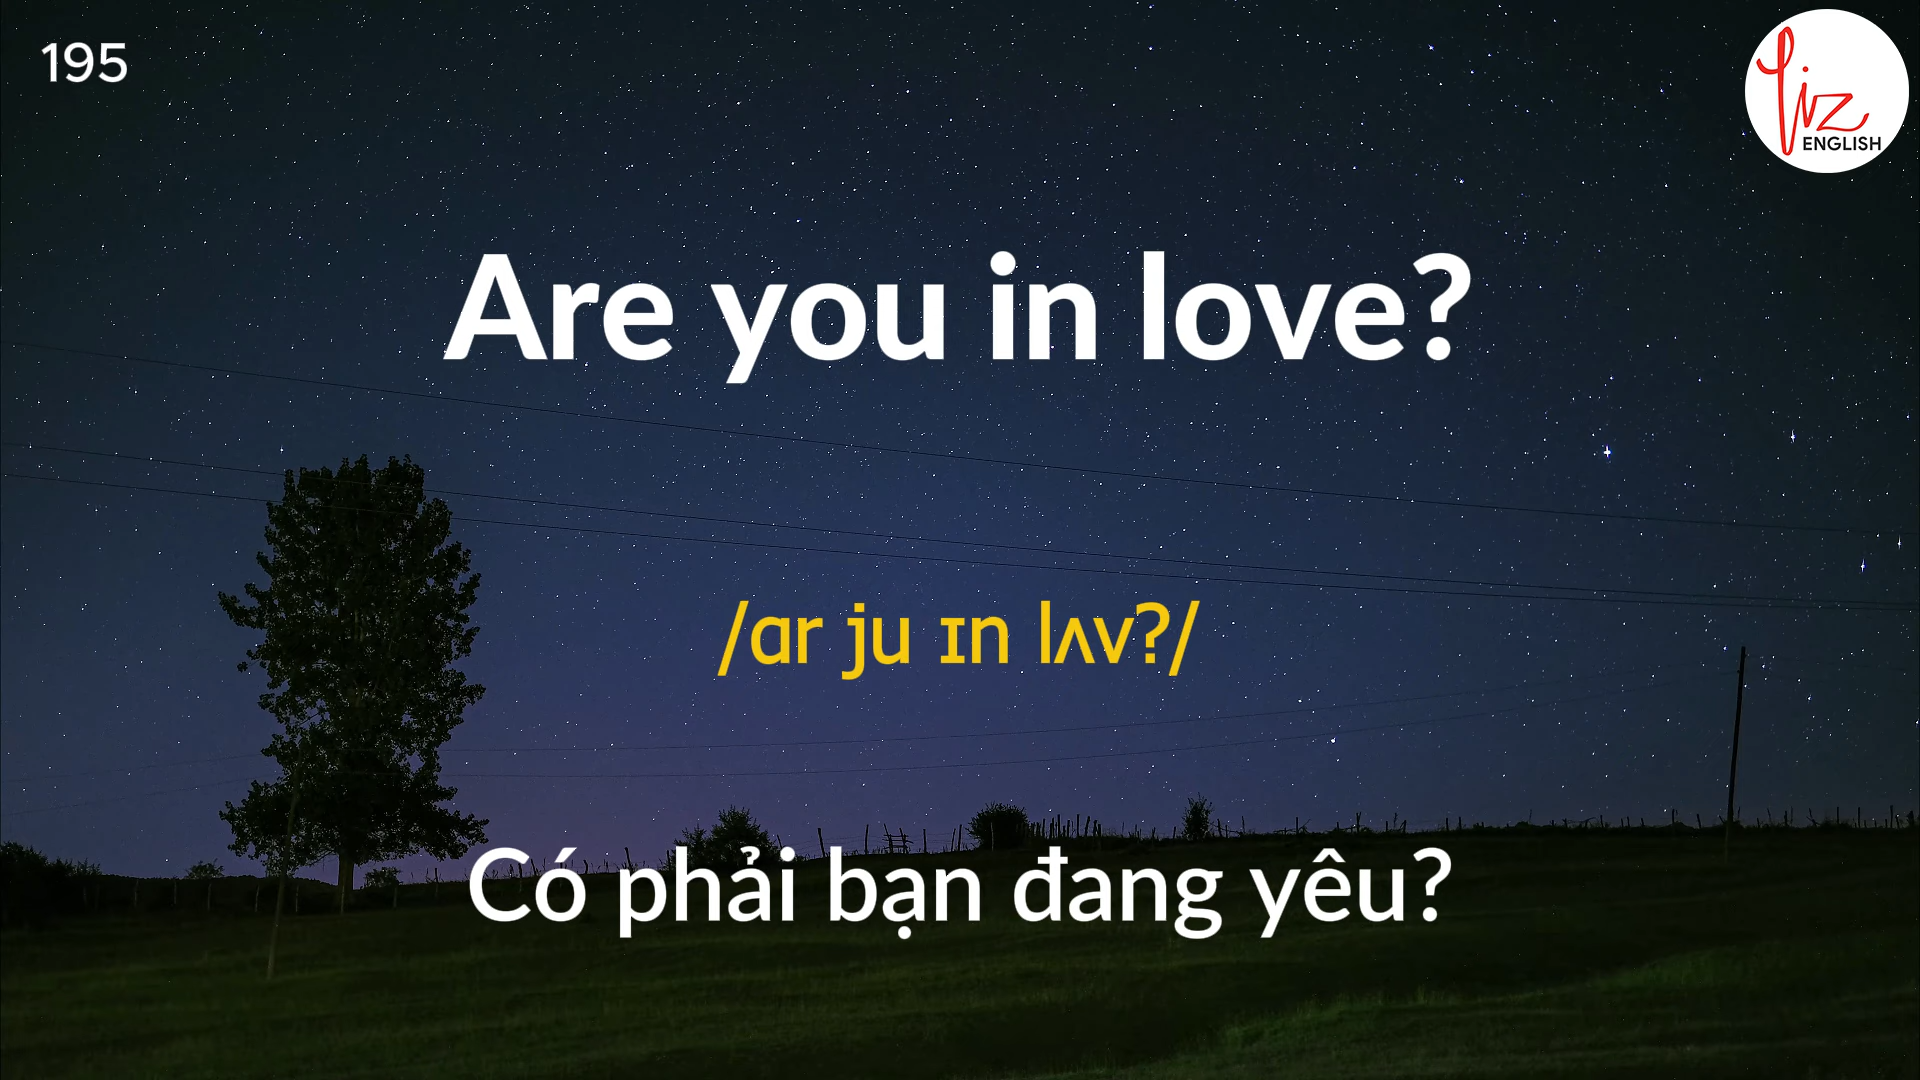 195
Liz
ENGLISH
Are you in love?
/ɑr ju ɪn lʌv?/
Có phải bạn đang yêu?